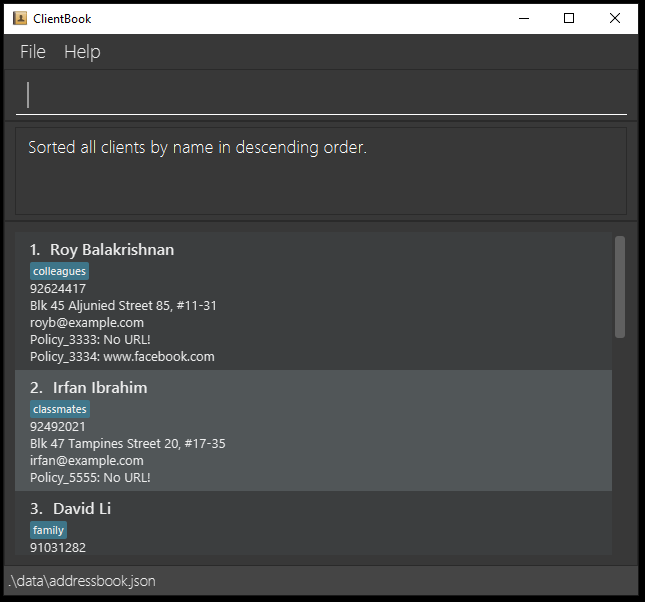 ClientBook
File Help
Sorted all clients by name in descending order.
1. Roy Balakrishnan
colleagues
92624417
Blk 45 Aljunied Street 85, #11-31
royb@example.com
Policy_3333: No URL!
Policy_3334: www.facebook.com
2. Irfan Ibrahim
classmates
92492021
Blk 47 Tampines Street 20, #17-35
irfan@example.com
Policy_5555: No URL!
3. David Li
family
91031282
.\data\addressbook.json